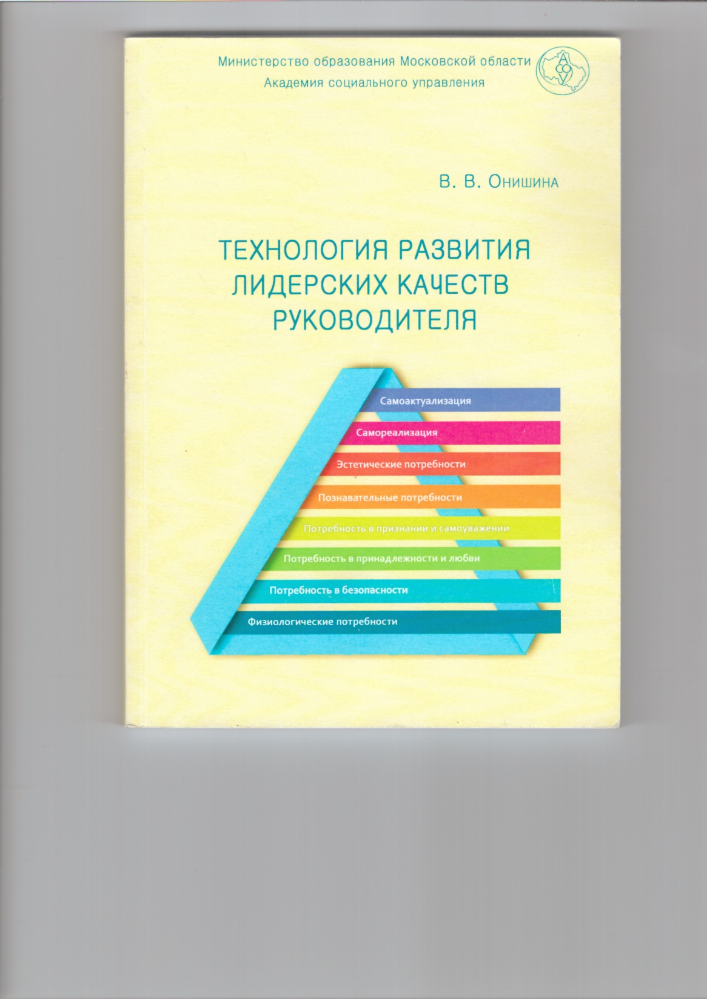 Министерство образования Московской области
Академия социального управления
АСОУ
В. В. Онишина
ТЕХНОЛОГИЯ РАЗВИТИЯ
ЛИДЕРСКИХ КАЧЕСТВ
РУКОВОДИТЕЛЯ
Самоактуализация
Самореализация
Эстетические потребности
Познавательные потребности
Потребность в признании и самоуважении
Потребность в принадлежности и любви
Потребность в безопасности
Физиологические потребности